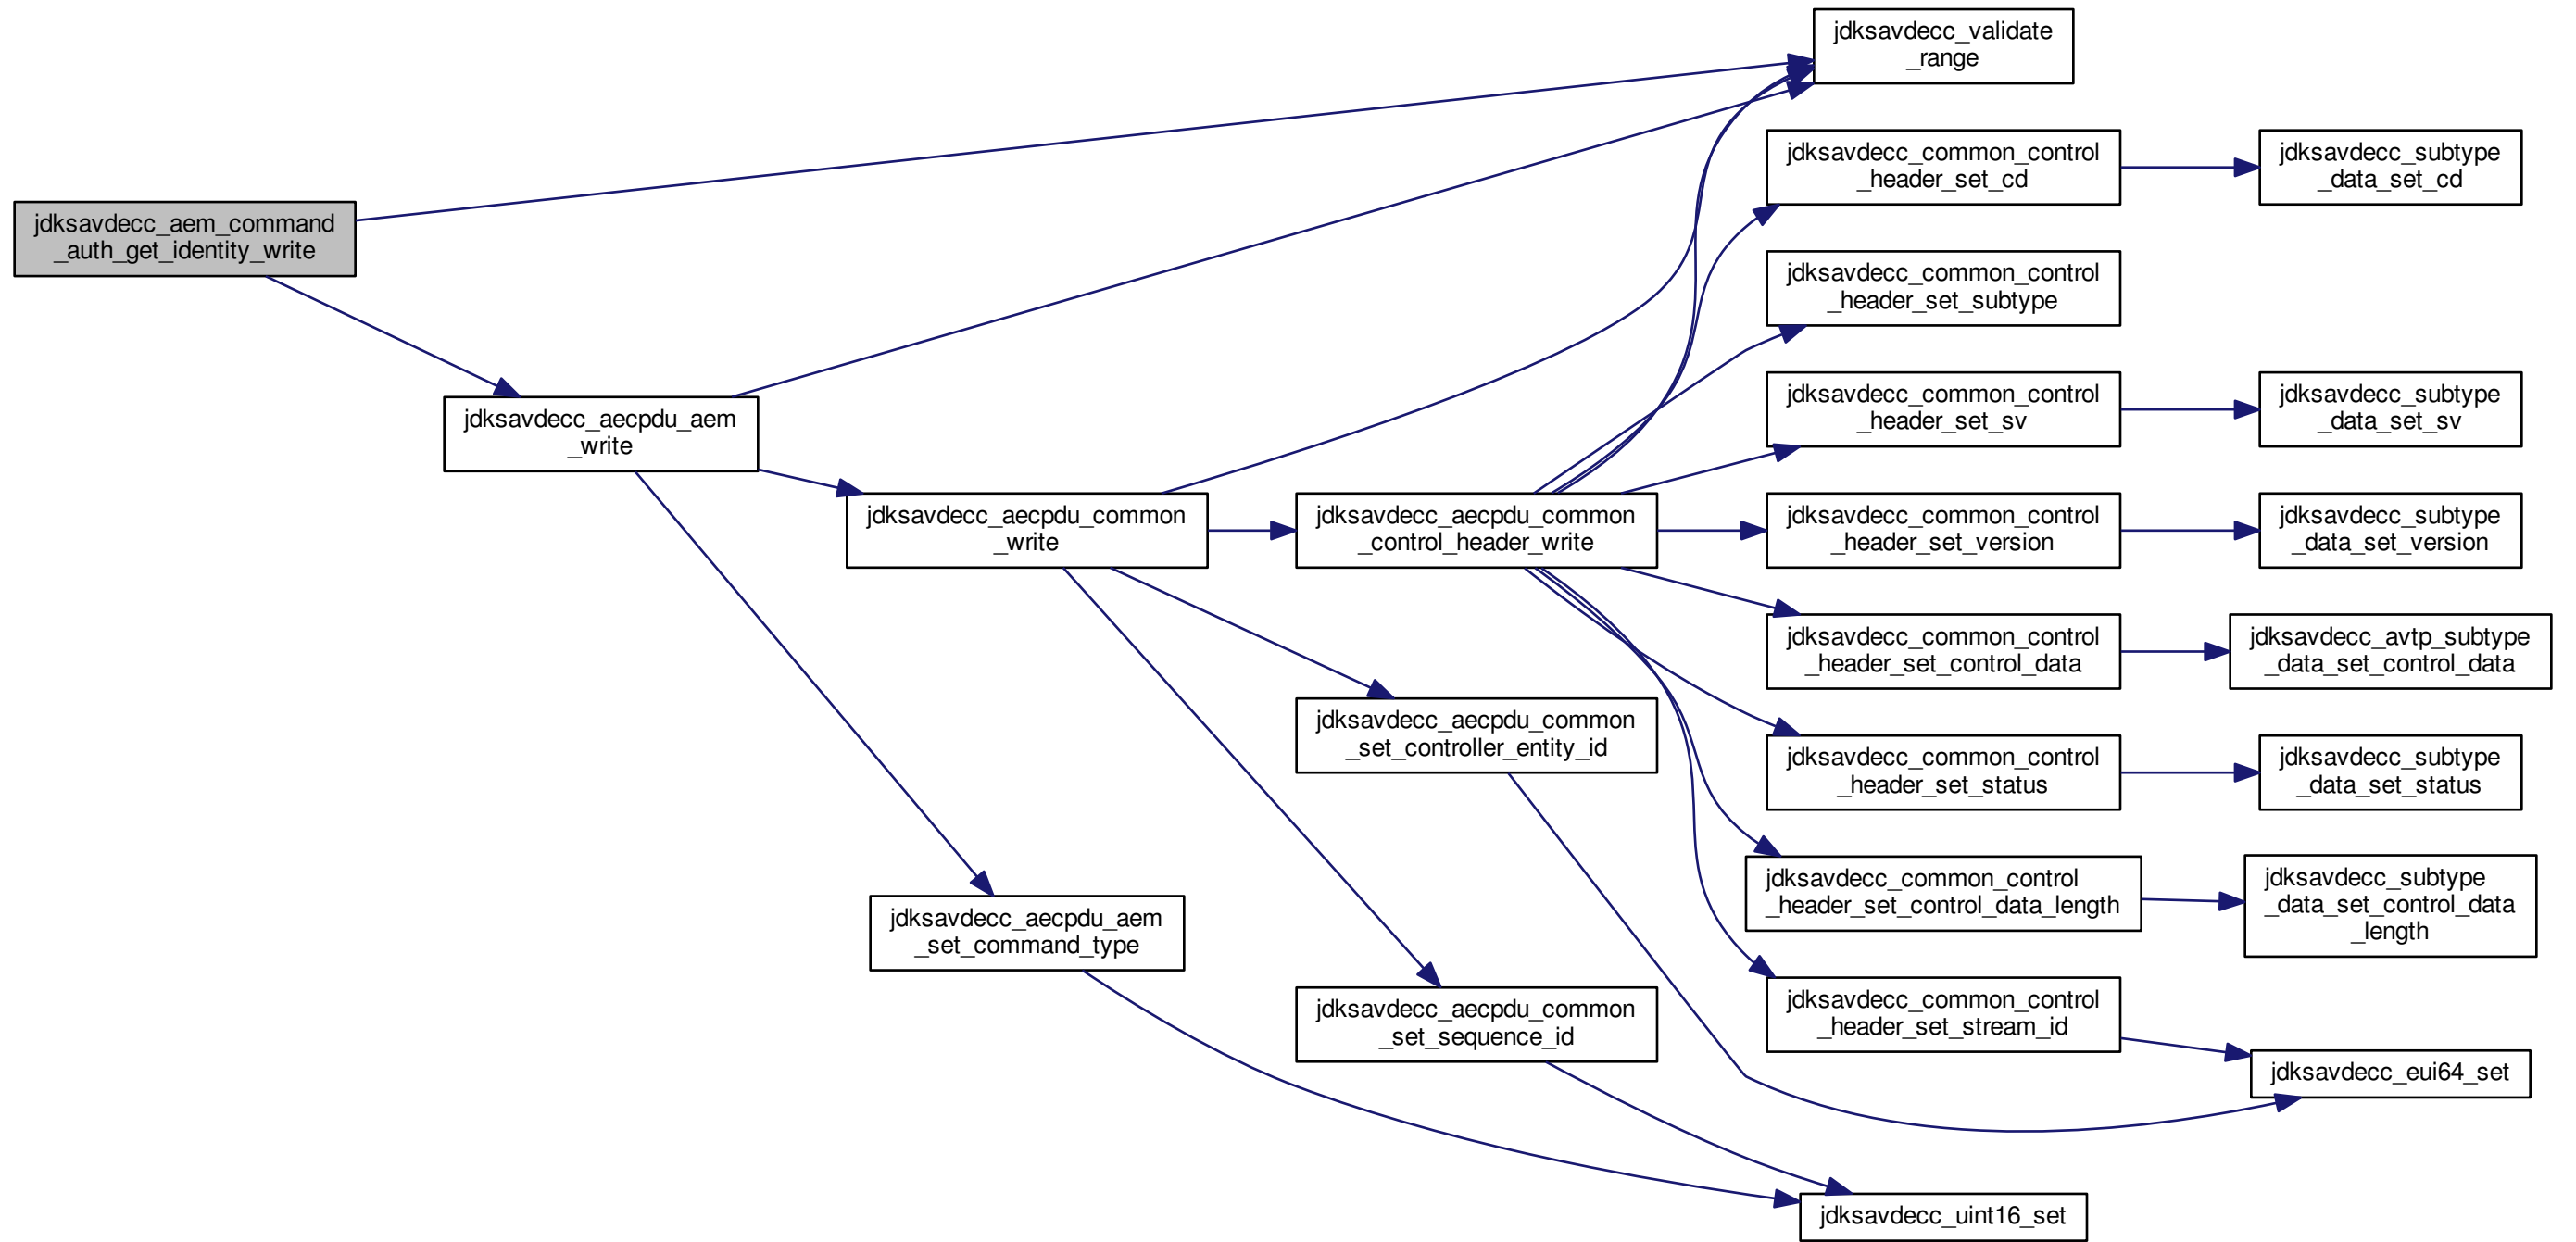 jdksavdecc_aem_command
_auth_get_identity_write
jdksavdecc_aecpdu_aem
_write
jdksavdecc_aecpdu_common
_write
jdksavdecc_aecpdu_aem
_set_command_type
jdksavdecc_aecpdu_common
_control_header_write
jdksavdecc_aecpdu_common
_set_controller_entity_id
jdksavdecc_aecpdu_common
_set_sequence_id
jdksavdecc_validate
_range
jdksavdecc_common_control
_header_set_cd
jdksavdecc_common_control
_header_set_subtype
jdksavdecc_common_control
_header_set_sv
jdksavdecc_common_control
_header_set_version
jdksavdecc_common_control
_header_set_control_data
jdksavdecc_common_control
_header_set_status
jdksavdecc_common_control
_header_set_control_data_length
jdksavdecc_common_control
_header_set_stream_id
jdksavdecc_uint16_set
jdksavdecc_subtype
_data_set_cd
jdksavdecc_subtype
_data_set_sv
jdksavdecc_subtype
_data_set_version
jdksavdecc_avtp_subtype
_data_set_control_data
jdksavdecc_subtype
_data_set_status
jdksavdecc_subtype
_data_set_control_data
_length
jdksavdecc_eui64_set